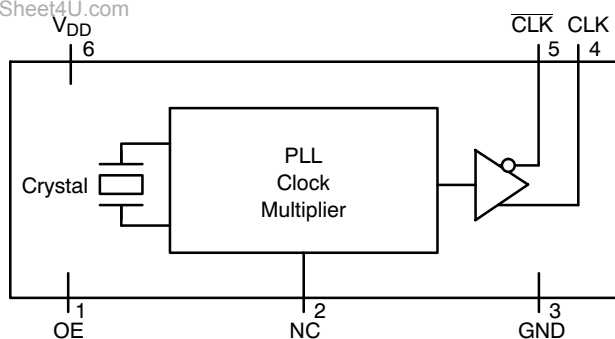 Sheet4U.com
VDD
6
CLK CLK
5 4
Crystal
PLL
Clock
Multiplier
1 2 3
OE NC GND